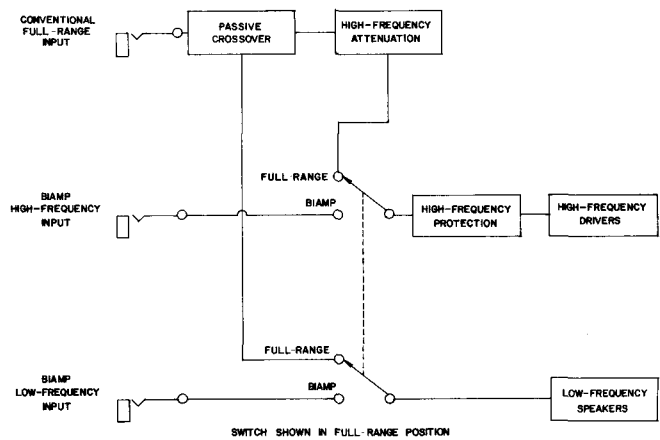 CONVENTIONAL
FULL-RANGE
INPUT
PASSIVE
CROSSOVER
HIGH-FREQUENCY
ATTENUATION
FULL-RANGE
BIAMP
HIGH-FREQUENCY
INPUT
BIAMP
HIGH-FREQUENCY
PROTECTION
HIGH-FREQUENCY
DRIVERS
FULL-RANGE
BIAMP
LOW-FREQUENCY
INPUT
BIAMP
LOW-FREQUENCY
SPEAKERS
SWITCH SHOWN IN FULL-RANGE POSITION